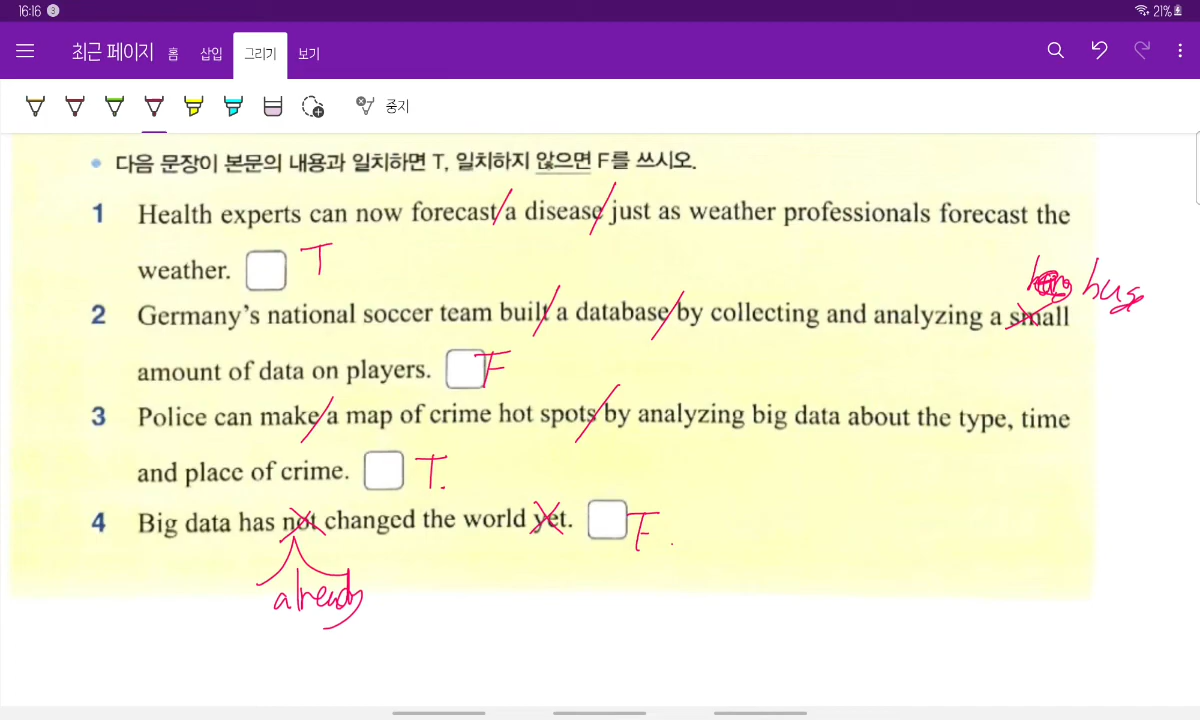 16:16 3 21%
최근 페이지 홈 삽입 그리기 보기
중지
• 다음 문장이 본문의 내용과 일치하면 T, 일치하지 않으면 F를 쓰시오.
1 Health experts can now forecast/a disease/just as weather professionals forecast the
weather. T
2 Germany's national soccer team built/a database/by collecting and analyzing a small
amount of data on players. F
3 Police can make/a map of crime hot spots/by analyzing big data about the type, time
and place of crime. T.
4 Big data has not changed the world yet. F.
already